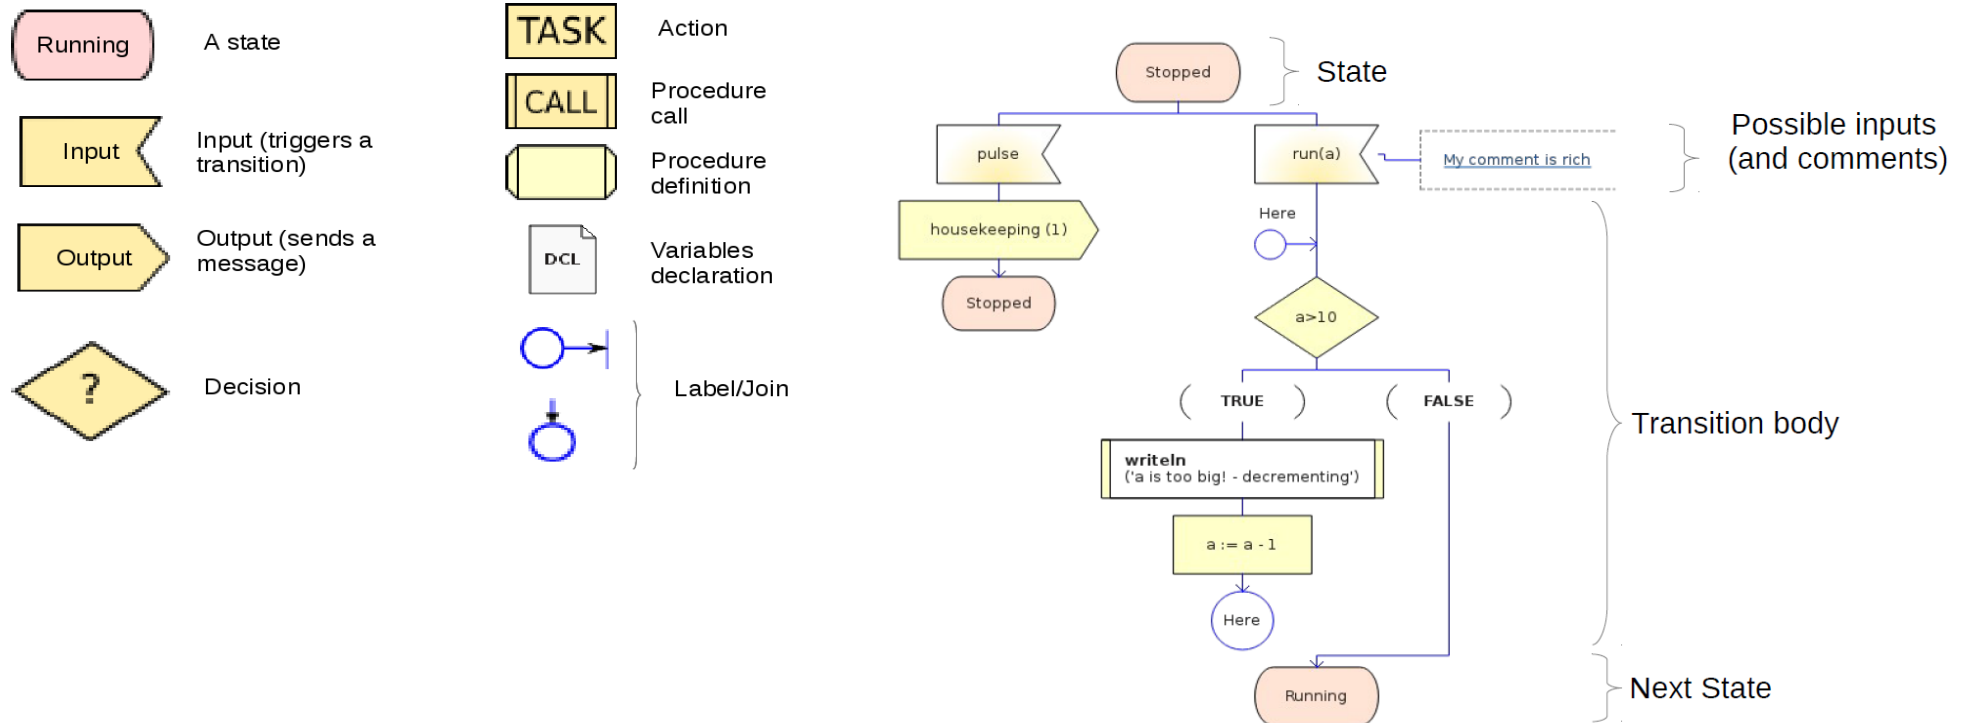 Running
A state
Input
Input (triggers a
transition)
Output
Output (sends a
message)
?
Decision
TASK
Action
CALL
Procedure
call
Procedure
definition
DCL
Variables
declaration
Label/Join
Stopped
State
pulse
run(a)
My comment is rich
Possible inputs
(and comments)
housekeeping (1)
Here
Stopped
a>10
TRUE
FALSE
Transition body
writeln
('a is too big! - decrementing')
a := a - 1
Here
Running
Next State